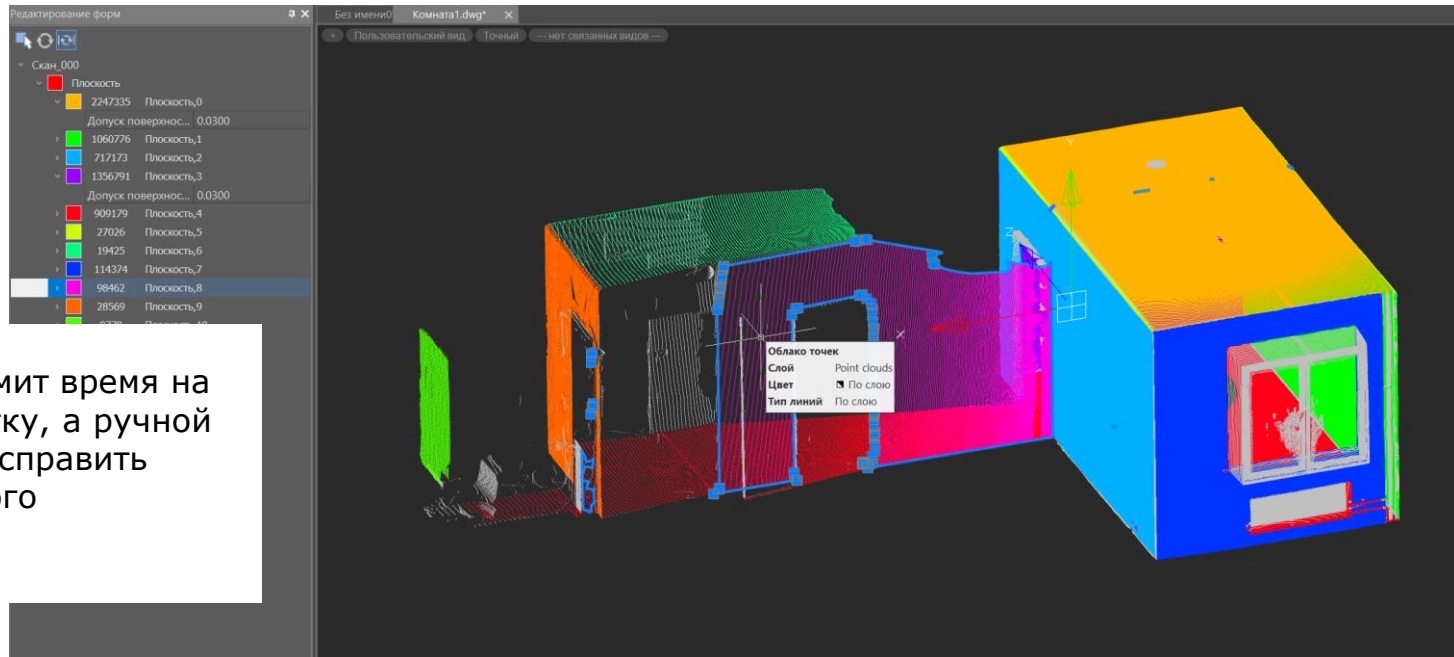 Редактирование форм
Без имени0
Комната1.dwg*
Пользовательский вид
Точный
--- нет связанных видов ---
Скан_000
Плоскость
2247335 Плоскость,0
Допуск поверхнос... 0.0300
1060776 Плоскость,1
717173 Плоскость,2
1356791 Плоскость,3
Допуск поверхнос... 0.0300
909179 Плоскость,4
27026 Плоскость,5
19425 Плоскость,6
114374 Плоскость,7
98462 Плоскость,8
28569 Плоскость,9
мит время на
тку, а ручной
справить
ого
Облако точек
Слой Point clouds
Цвет По слою
Тип линий По слою
Y
Z